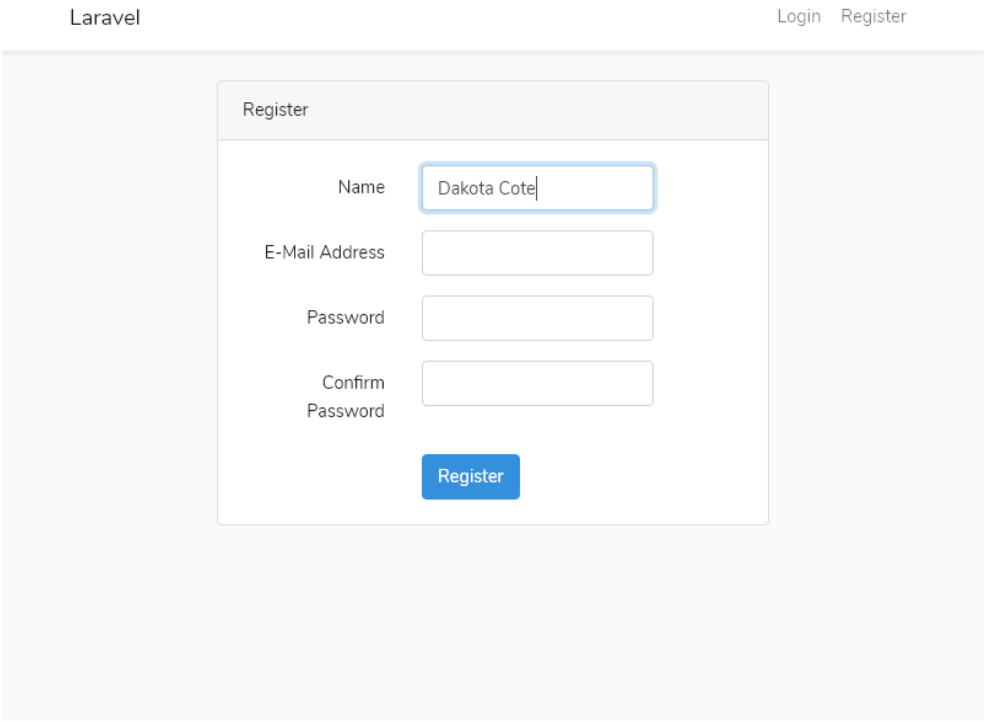 Laravel
Login Register
Register
Name
Dakota Cote
E-Mail Address
Password
Confirm
Password
Register